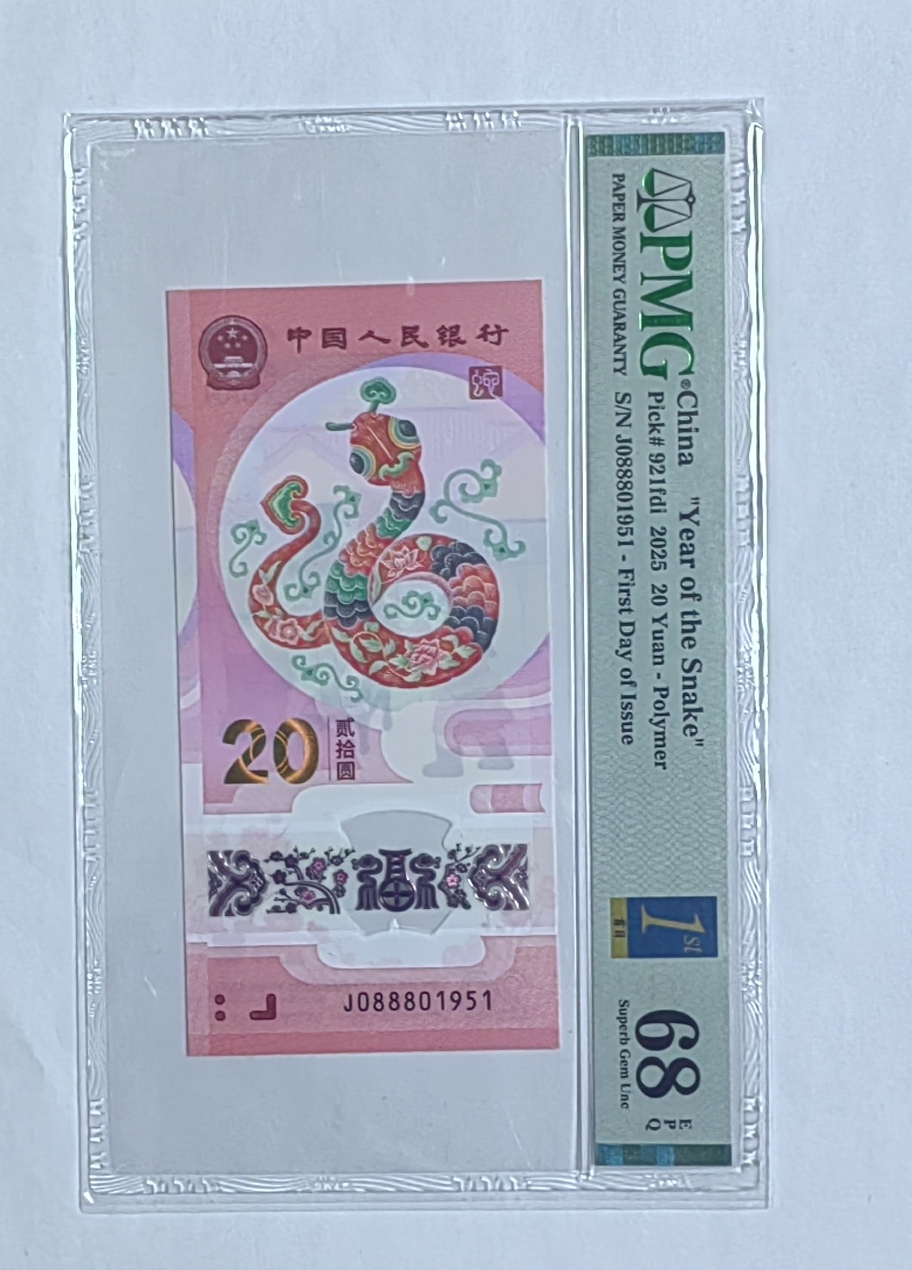 PMG®
PAPER MONEY GUARANTY
China "Year of the Snake"
Pick# 921fdi 2025 20 Yuan - Polymer
S/N J088801951 - First Day of Issue
1st
68
EPQ
Superb Gem Unc
中国人民银行
20
贰拾圆
J088801951